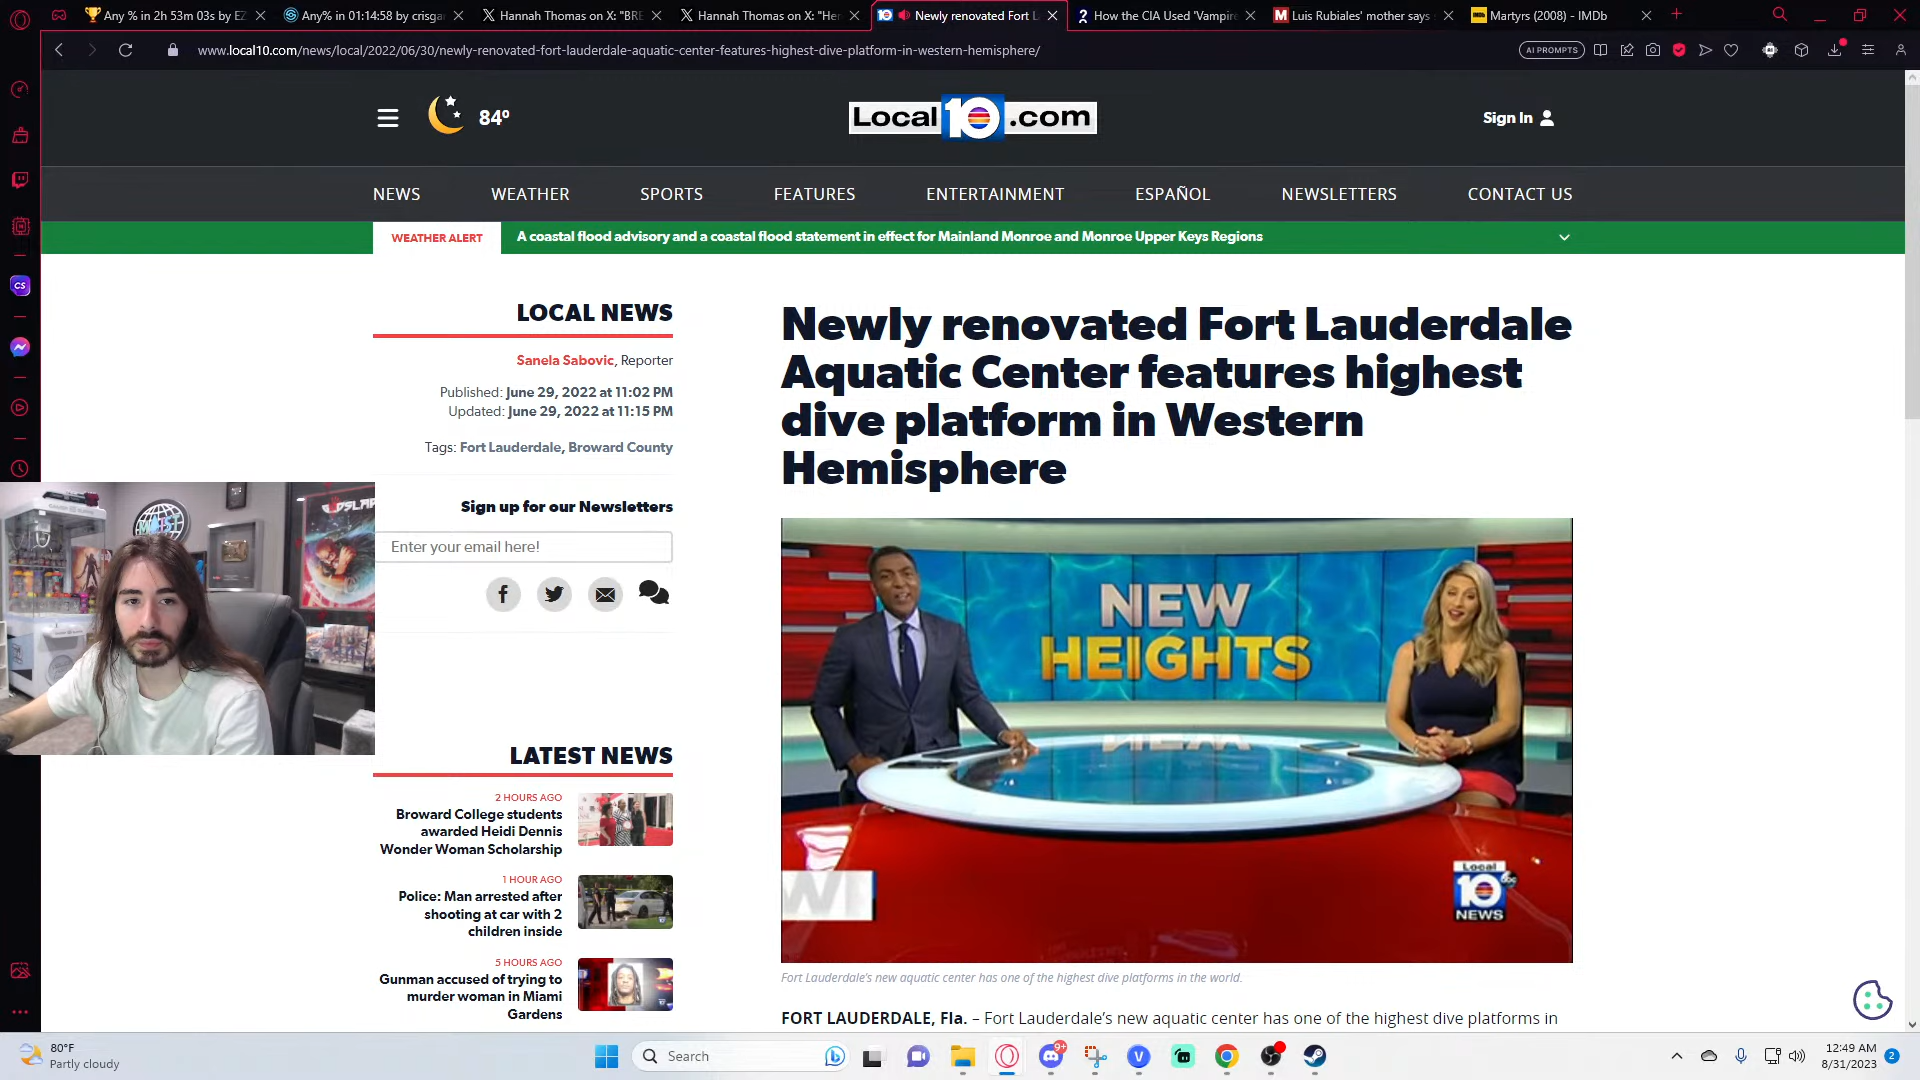 Any % in 2h 53m 03s by EZ
Any% in 01:14:58 by crisga
Hannah Thomas on X: "BRE
Hannah Thomas on X: "Her
Newly renovated Fort L
How the CIA Used 'Vampire
Luis Rubiales' mother says
Martyrs (2008) - IMDb
www.local10.com/news/local/2022/06/30/newly-renovated-fort-lauderdale-aquatic-center-features-highest-dive-platform-in-western-hemisphere/
AI PROMPTS
84º
Local 10 .com
Sign In
NEWS
WEATHER
SPORTS
FEATURES
ENTERTAINMENT
ESPAÑOL
NEWSLETTERS
CONTACT US
WEATHER ALERT
A coastal flood advisory and a coastal flood statement in effect for Mainland Monroe and Monroe Upper Keys Regions
CS
LOCAL NEWS
Sanela Sabovic, Reporter
Published: June 29, 2022 at 11:02 PM
Updated: June 29, 2022 at 11:15 PM
Tags: Fort Lauderdale, Broward County
Sign up for our Newsletters
Enter your email here!
MOIST
LATEST NEWS
2 HOURS AGO
Broward College students
awarded Heidi Dennis
Wonder Woman Scholarship
1 HOUR AGO
Police: Man arrested after
shooting at car with 2
children inside
5 HOURS AGO
Gunman accused of trying to
murder woman in Miami
Gardens
Newly renovated Fort Lauderdale
Aquatic Center features highest
dive platform in Western
Hemisphere
NEW
HEIGHTS
Local
10
NEWS
Fort Lauderdale's new aquatic center has one of the highest dive platforms in the world.
FORT LAUDERDALE, Fla. – Fort Lauderdale's new aquatic center has one of the highest dive platforms in
80°F
Partly cloudy
Search
9+
12:49 AM
8/31/2023
2